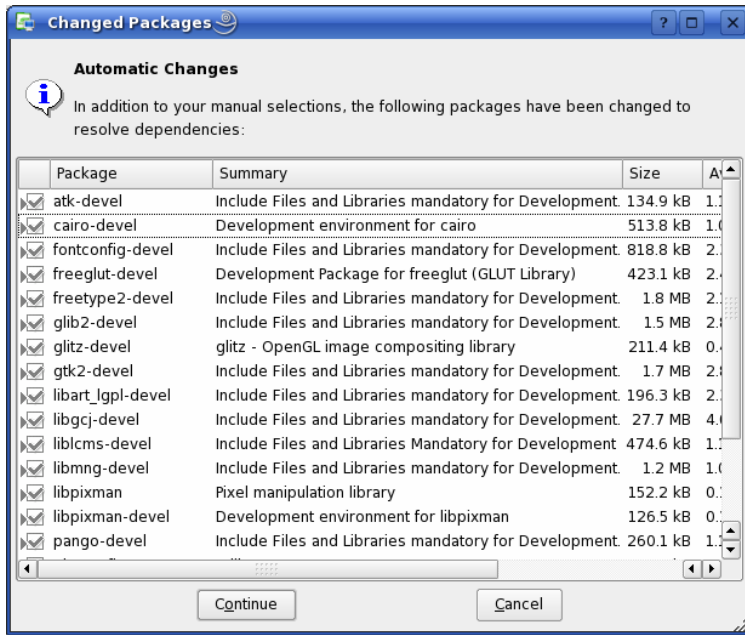 Changed Packages
Automatic Changes
In addition to your manual selections, the following packages have been changed to
resolve dependencies:
Package Summary Size
atk-devel Include Files and Libraries mandatory for Development. 134.9 kB
cairo-devel Development environment for cairo 513.8 kB
fontconfig-devel Include Files and Libraries mandatory for Development. 818.8 kB
freeglut-devel Development Package for freeglut (GLUT Library) 423.1 kB
freetype2-devel Include Files and Libraries mandatory for Development. 1.8 MB
glib2-devel Include Files and Libraries mandatory for Development. 1.5 MB
glitz-devel glitz - OpenGL image compositing library 211.4 kB
gtk2-devel Include Files and Libraries mandatory for Development. 1.7 MB
libart_lgpl-devel Include Files and Libraries mandatory for Development. 196.3 kB
libgcj-devel Include Files and Libraries mandatory for Development. 27.7 MB
liblcms-devel Include Files and Libraries Mandatory for Development 474.6 kB
libmng-devel Include Files and Libraries mandatory for Development. 1.2 MB
libpixman Pixel manipulation library 152.2 kB
libpixman-devel Development environment for libpixman 126.5 kB
pango-devel Include Files and Libraries mandatory for Development. 260.1 kB
Continue Cancel